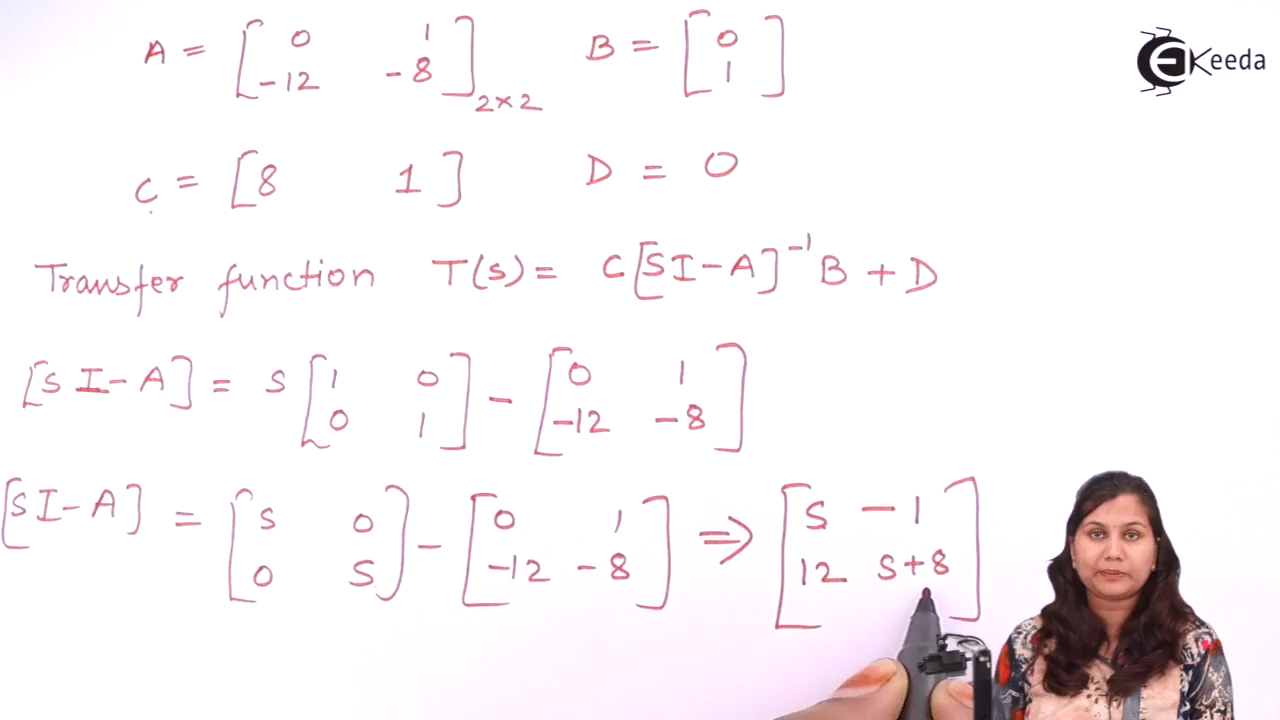 A = [ 0 1 -12 -8 ]2×2 B = [ 0 1 ]
EKeeda
C = [ 8 1 ] D = 0
Transfer function T(s) = C[SI-A]⁻¹ B + D
[SI-A] = S [ 1 0 0 1 ] - [ 0 1 -12 -8 ]
[SI-A] = [ S 0 0 S ] - [ 0 1 -12 -8 ] ⇒ [ S -1 12 S+8 ]